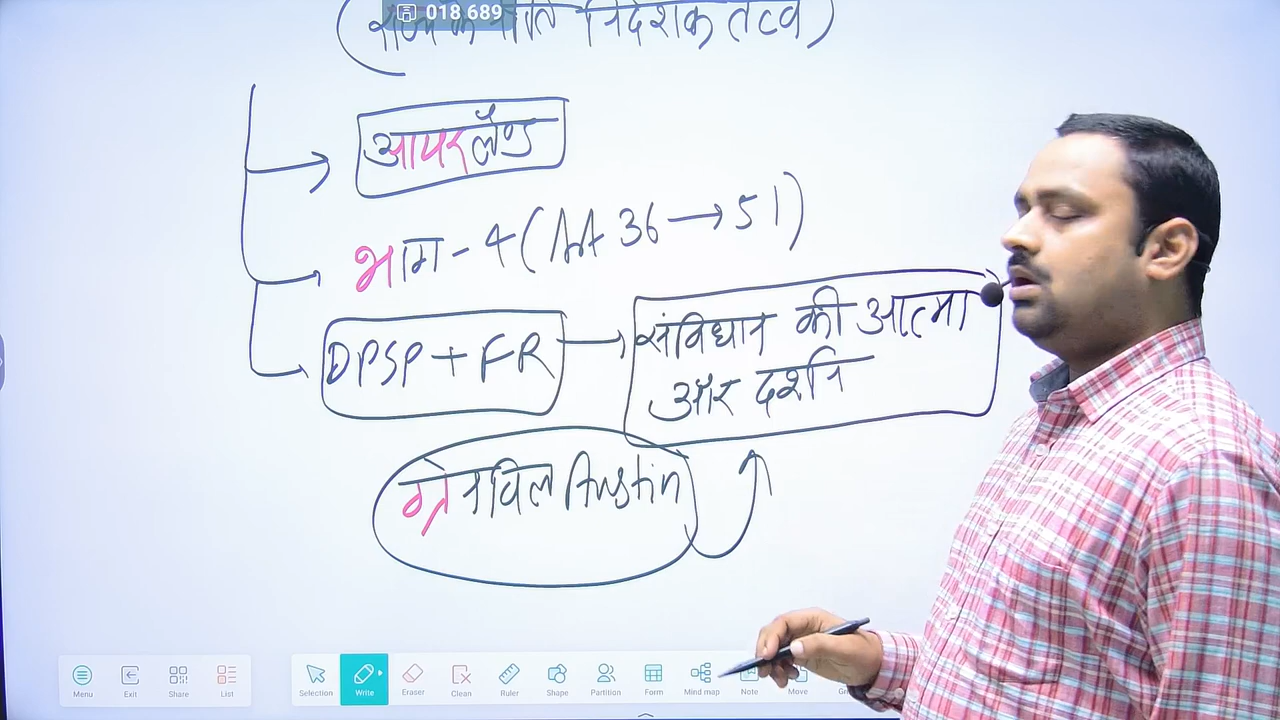 018 689
(राज्य के नीति निदेशक तत्व)
आयरलैण्ड
भाग-4 (Art 36 → 51)
DPSP + FR → संविधान की आत्मा
और दर्शन
ग्रेनविल Austin
Menu Exit Share List Selection Write Eraser Clean Ruler Shape Partition Form Mind map Note Move